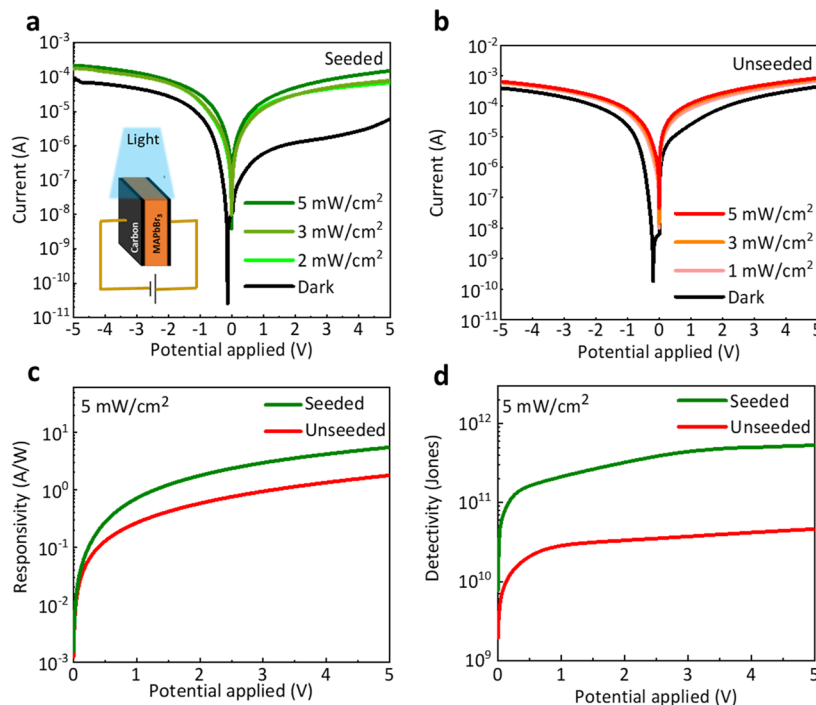 a
Seeded
Current (A)
10⁻³
10⁻⁴
10⁻⁵
10⁻⁶
10⁻⁷
10⁻⁸
10⁻⁹
10⁻¹⁰
10⁻¹¹
Light
Carbon
MAPbBr₃
5 mW/cm²
3 mW/cm²
2 mW/cm²
Dark
-5 -4 -3 -2 -1 0 1 2 3 4 5
Potential applied (V)
b
Unseeded
Current (A)
10⁻²
10⁻³
10⁻⁴
10⁻⁵
10⁻⁶
10⁻⁷
10⁻⁸
10⁻⁹
10⁻¹⁰
10⁻¹¹
5 mW/cm²
3 mW/cm²
1 mW/cm²
Dark
-5 -4 -3 -2 -1 0 1 2 3 4 5
Potential applied (V)
c
5 mW/cm²
Seeded
Unseeded
Responsivity (A/W)
10¹
10⁰
10⁻¹
10⁻²
10⁻³
0 1 2 3 4 5
Potential applied (V)
d
5 mW/cm²
Seeded
Unseeded
Detectivity (Jones)
10¹²
10¹¹
10¹⁰
10⁹
0 1 2 3 4 5
Potential applied (V)